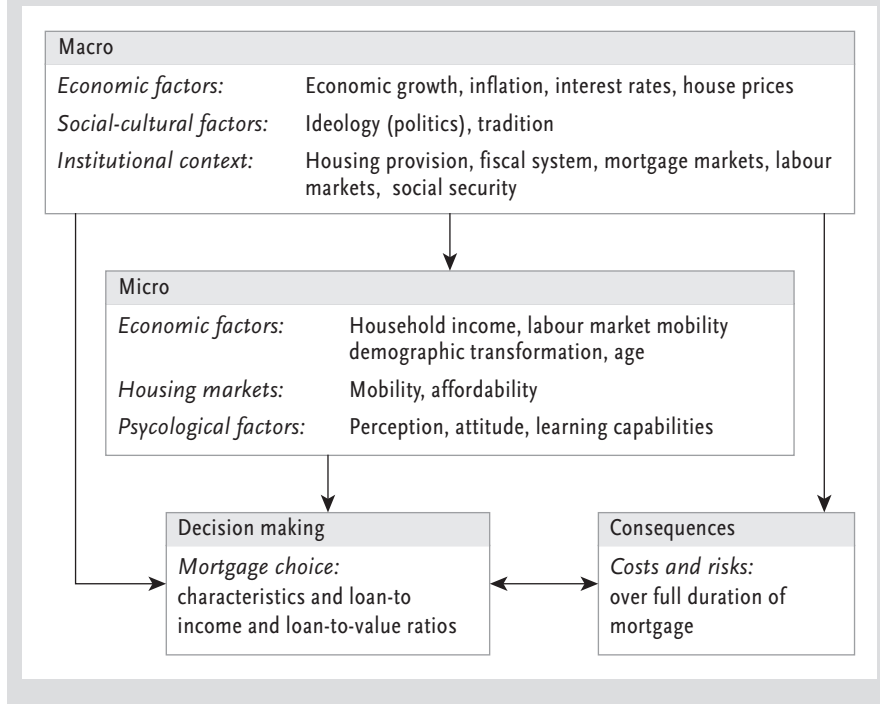 Macro
Economic factors: Economic growth, inflation, interest rates, house prices
Social-cultural factors: Ideology (politics), tradition
Institutional context: Housing provision, fiscal system, mortgage markets, labour
markets, social security
Micro
Economic factors: Household income, labour market mobility
demographic transformation, age
Housing markets: Mobility, affordability
Psycological factors: Perception, attitude, learning capabilities
Decision making
Mortgage choice:
characteristics and loan-to
income and loan-to-value ratios
Consequences
Costs and risks:
over full duration of
mortgage